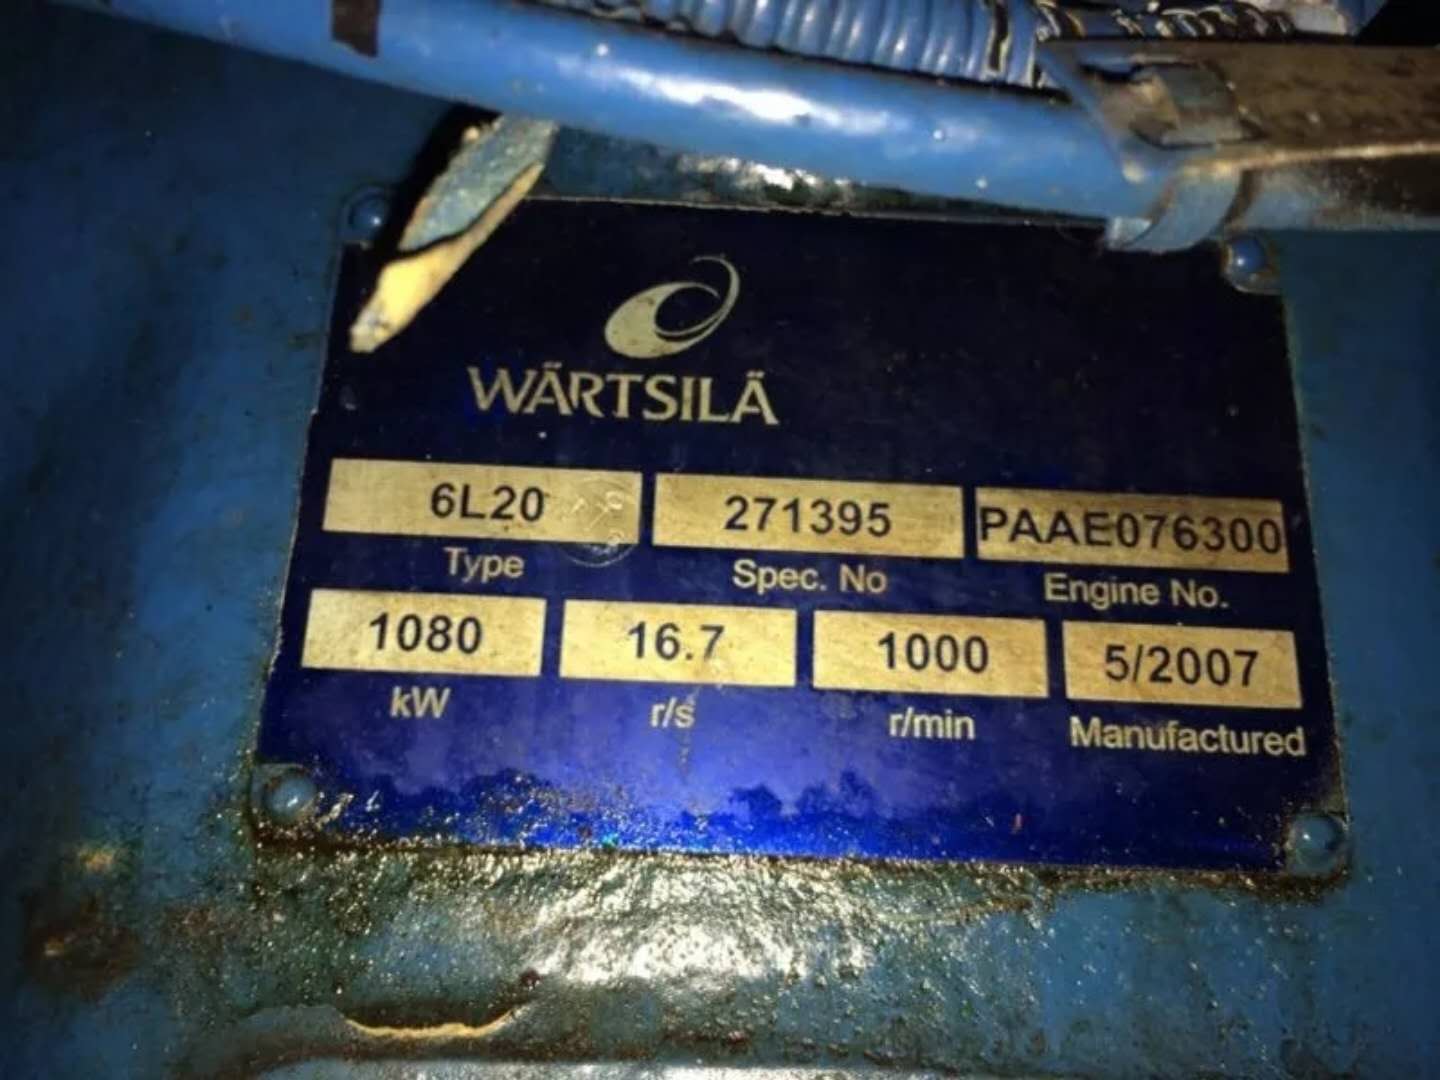 WÄRTSILÄ
6L20 271395 PAAE076300
Type Spec. No Engine No.
1080 16.7 1000 5/2007
kW r/s r/min Manufactured